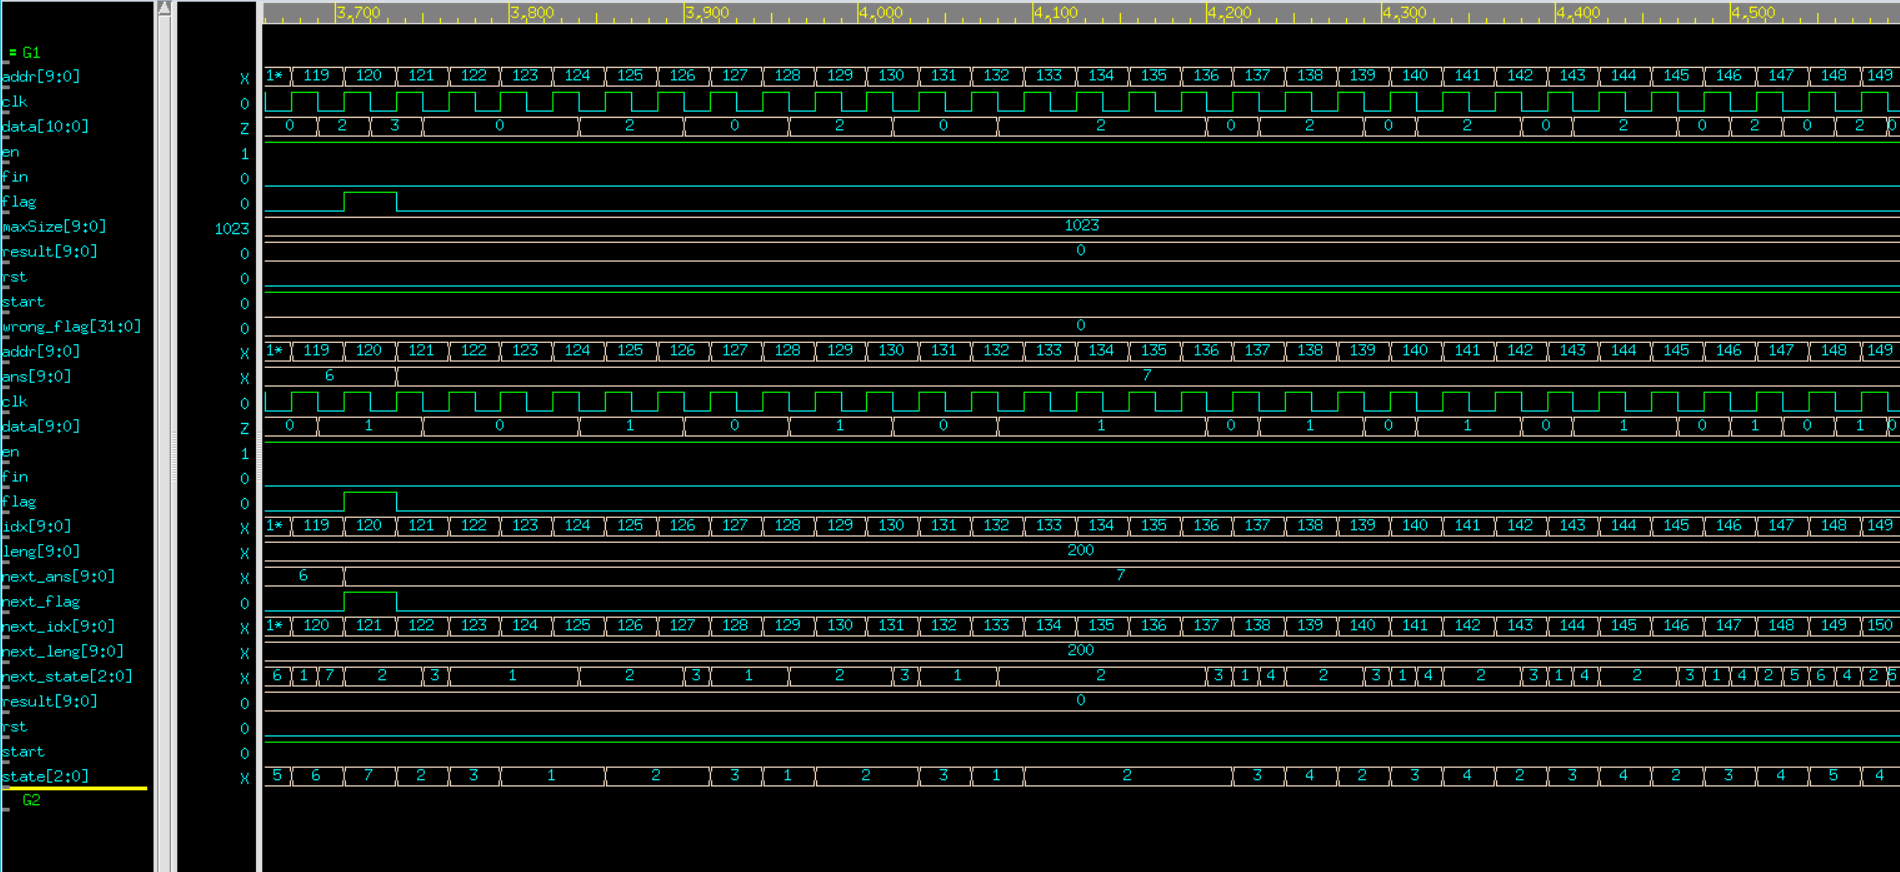 3,700 3,800 3,900 4,000 4,100 4,200 4,300 4,400 4,500
= G1
addr[9:0] X 1* 119 120 121 122 123 124 125 126 127 128 129 130 131 132 133 134 135 136 137 138 139 140 141 142 143 144 145 146 147 148 149
clk 0
data[10:0] Z 0 2 3 0 2 0 2 0 2 0 2 0 2 0 2 0 2 0 2 0
en 1
fin 0
flag 0
maxSize[9:0] 1023 1023
result[9:0] 0 0
rst 0
start 0
wrong_flag[31:0] 0 0
addr[9:0] X 1* 119 120 121 122 123 124 125 126 127 128 129 130 131 132 133 134 135 136 137 138 139 140 141 142 143 144 145 146 147 148 149
ans[9:0] X 6 7
clk 0
data[9:0] Z 0 1 0 1 0 1 0 1 0 1 0 1 0 1 0 1 0 1 0
en 1
fin 0
flag 0
idx[9:0] X 1* 119 120 121 122 123 124 125 126 127 128 129 130 131 132 133 134 135 136 137 138 139 140 141 142 143 144 145 146 147 148 149
leng[9:0] X 200
next_ans[9:0] X 6 7
next_flag 0
next_idx[9:0] X 1* 120 121 122 123 124 125 126 127 128 129 130 131 132 133 134 135 136 137 138 139 140 141 142 143 144 145 146 147 148 149 150
next_leng[9:0] X 200
next_state[2:0] X 6 1 7 2 3 1 2 3 1 2 3 1 2 3 1 4 2 3 1 4 2 3 1 4 2 3 1 4 2 5 6 4 2 5
result[9:0] 0 0
rst 0
start 0
state[2:0] X 5 6 7 2 3 1 2 3 1 2 3 1 2 3 4 2 3 4 2 3 4 2 3 4 5 4
G2